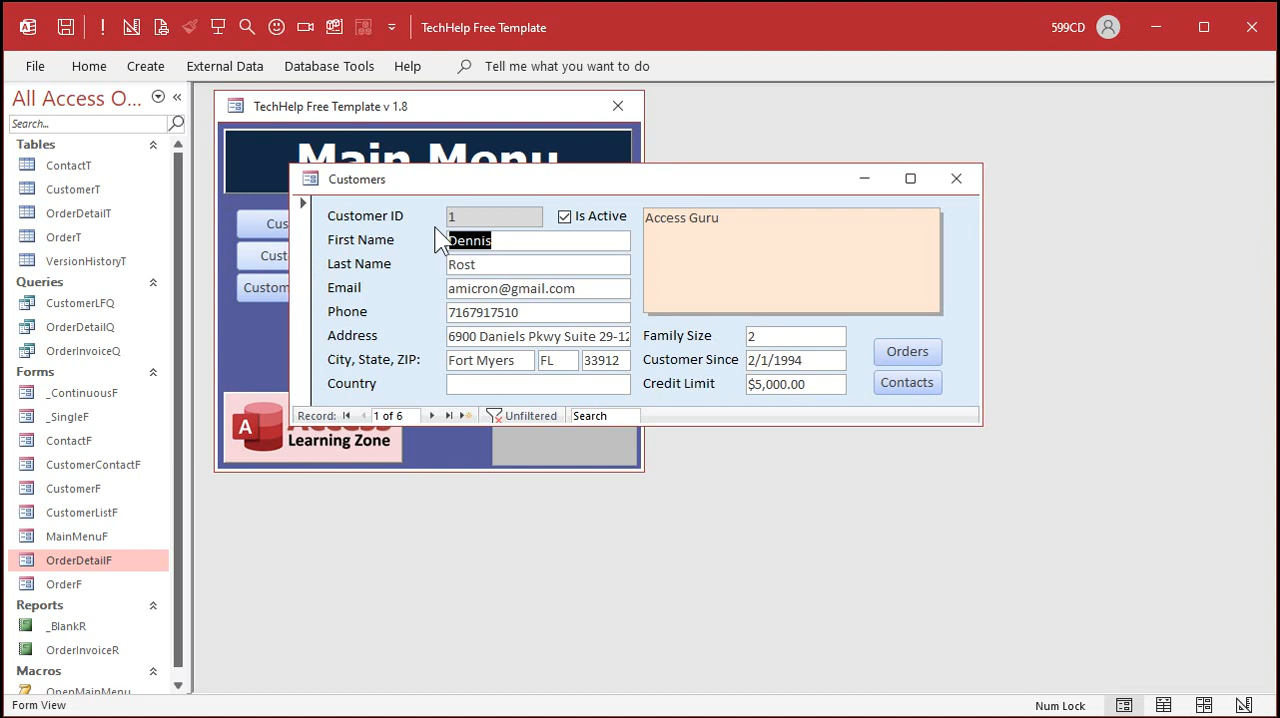 TechHelp Free Template
599CD
File
Home
Create
External Data
Database Tools
Help
Tell me what you want to do
All Access O...
Search...
Tables
ContactT
CustomerT
OrderDetailT
OrderT
VersionHistoryT
Queries
CustomerLFQ
OrderDetailQ
OrderInvoiceQ
Forms
_ContinuousF
_SingleF
ContactF
CustomerContactF
CustomerF
CustomerListF
MainMenuF
OrderDetailF
OrderF
Reports
_BlankR
OrderInvoiceR
Macros
OpenMainMenu
TechHelp Free Template v 1.8
Main Menu
Cus
Cust
Custom
A
Learning Zone
Customers
Customer ID 1
Is Active
First Name Dennis
Last Name Rost
Email amicron@gmail.com
Phone 7167917510
Address 6900 Daniels Pkwy Suite 29-12
City, State, ZIP: Fort Myers FL 33912
Country
Access Guru
Family Size 2
Customer Since 2/1/1994
Credit Limit $5,000.00
Orders
Contacts
Record: 1 of 6 Unfiltered Search
Form View
Num Lock